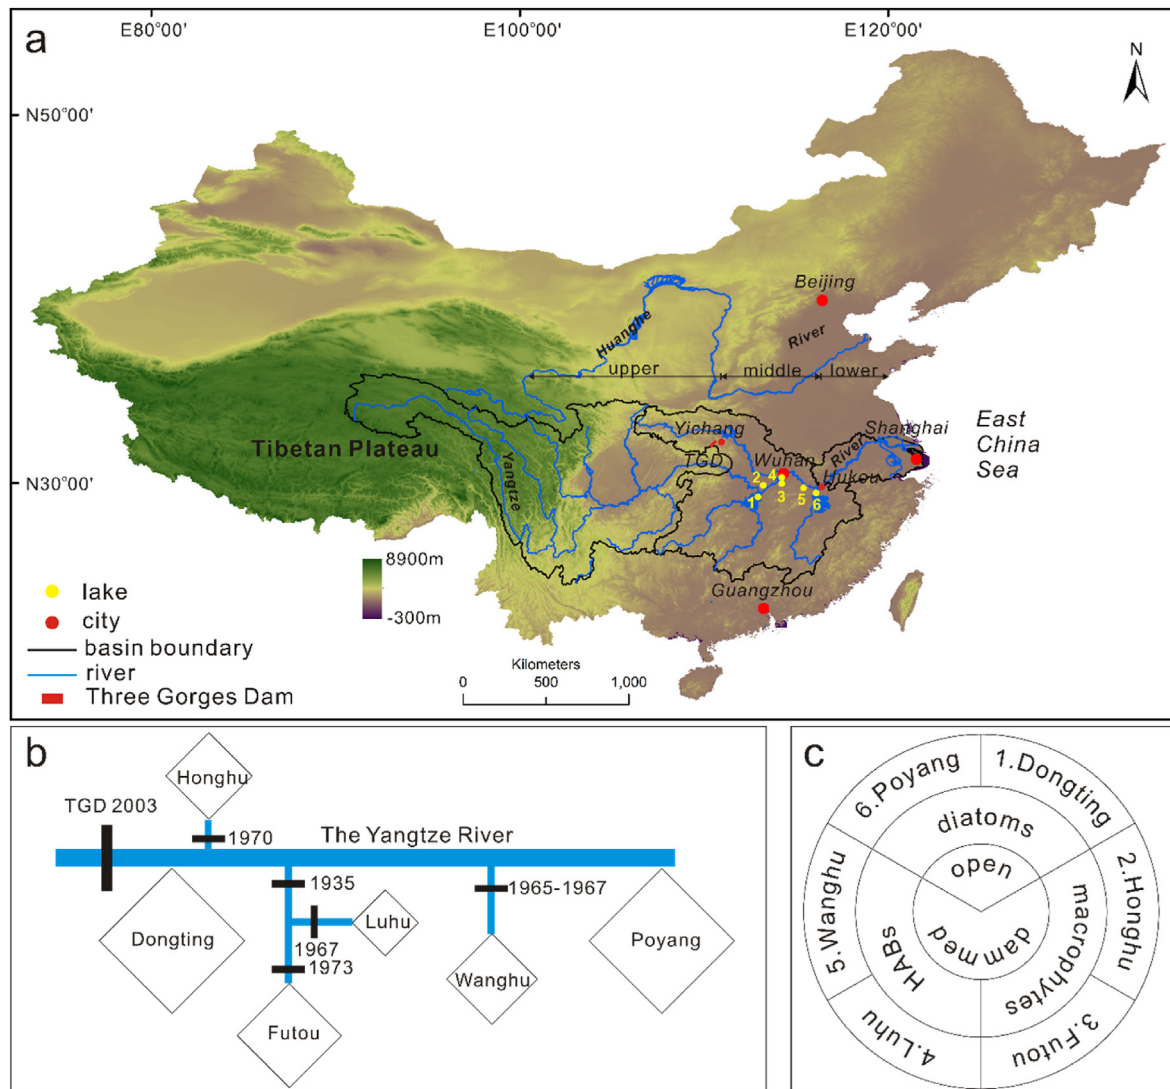 a
E80°00'
E100°00'
E120°00'
N
N50°00'
N30°00'
Beijing
Huanghe
River
upper
middle
lower
Tibetan Plateau
Yangtze
Yichang
TGD
Wuhan
Hukou
River
Shanghai
East
China
Sea
1
2
3
4
5
6
Guangzhou
8900m
-300m
lake
city
basin boundary
river
Three Gorges Dam
Kilometers
0 500 1,000
b
Honghu
TGD 2003
1970
The Yangtze River
1935
1965-1967
Luhu
1967
1973
Dongting
Futou
Wanghu
Poyang
c
1.Dongting
2.Honghu
3.Futou
4.Luhu
5.Wanghu
6.Poyang
diatoms
macrophytes
HABs
open
dammed